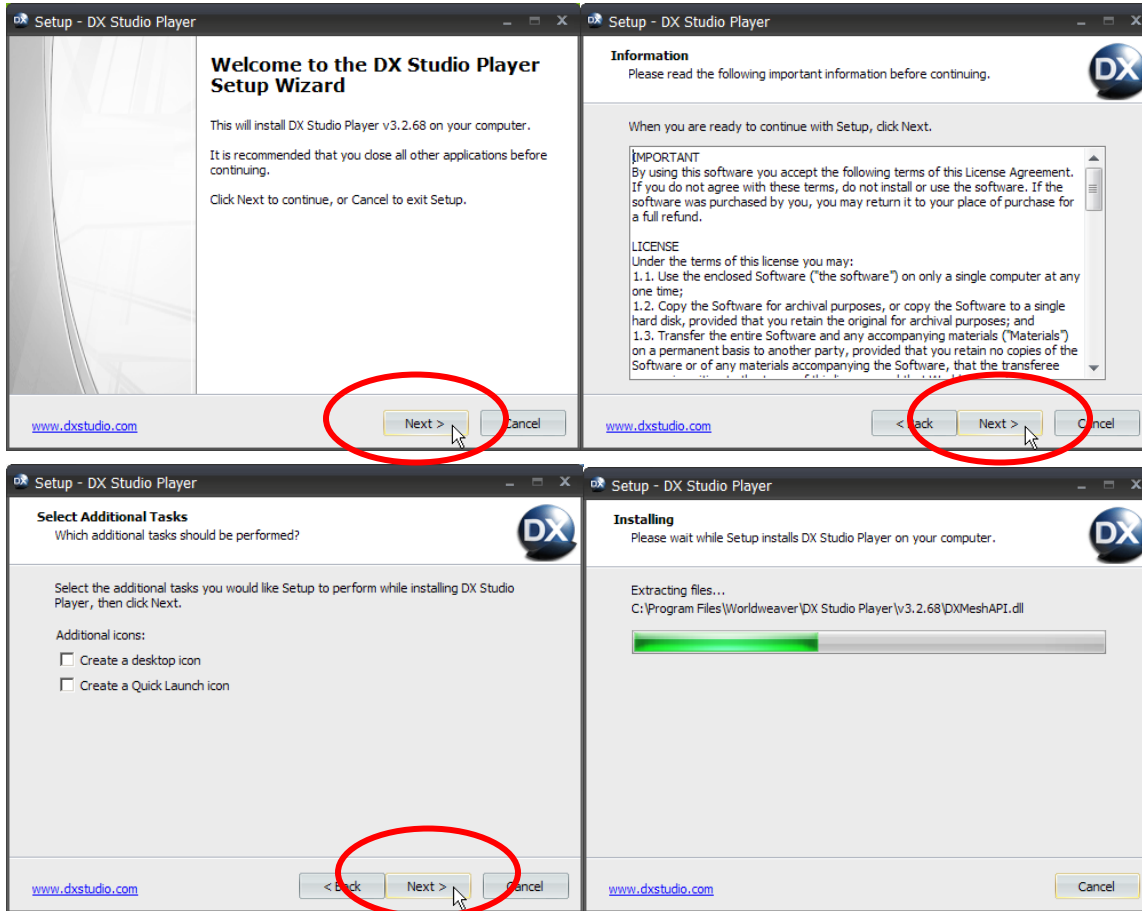 Setup - DX Studio Player
Welcome to the DX Studio Player
Setup Wizard
This will install DX Studio Player v3.2.68 on your computer.
It is recommended that you close all other applications before
continuing.
Click Next to continue, or Cancel to exit Setup.
www.dxstudio.com
Next >
Cancel
Setup - DX Studio Player
Information
Please read the following important information before continuing.
DX
When you are ready to continue with Setup, click Next.
IMPORTANT
By using this software you accept the following terms of this License Agreement.
If you do not agree with these terms, do not install or use the software. If the
software was purchased by you, you may return it to your place of purchase for
a full refund.
LICENSE
Under the terms of this license you may:
1.1. Use the enclosed Software ("the software") on only a single computer at any
one time;
1.2. Copy the Software for archival purposes, or copy the Software to a single
hard disk, provided that you retain the original for archival purposes; and
1.3. Transfer the entire Software and any accompanying materials ("Materials")
on a permanent basis to another party, provided that you retain no copies of the
Software or of any materials accompanying the Software, that the transferee
www.dxstudio.com
< Back
Next >
Cancel
Setup - DX Studio Player
Select Additional Tasks
Which additional tasks should be performed?
DX
Select the additional tasks you would like Setup to perform while installing DX Studio
Player, then click Next.
Additional icons:
Create a desktop icon
Create a Quick Launch icon
www.dxstudio.com
< Back
Next >
Cancel
Setup - DX Studio Player
Installing
Please wait while Setup installs DX Studio Player on your computer.
DX
Extracting files...
C:\Program Files\Worldweaver\DX Studio Player\v3.2.68\DXMeshAPI.dll
www.dxstudio.com
Cancel